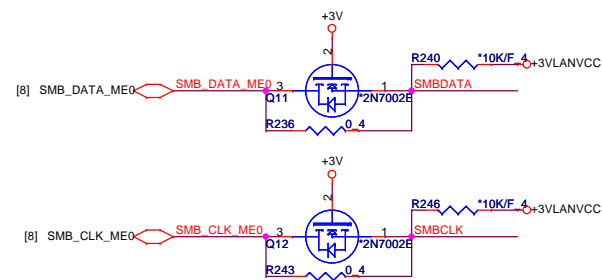 +3V
2
R240 *10K/F_4 +3VLANVCC
[8] SMB_DATA_ME0 SMB_DATA_ME0 3 1 SMBDATA
Q11 *2N7002E
R236 0_4
+3V
2
R246 *10K/F_4 +3VLANVCC
[8] SMB_CLK_ME0 SMB_CLK_ME0 3 1 SMBCLK
Q12 *2N7002E
R243 0_4